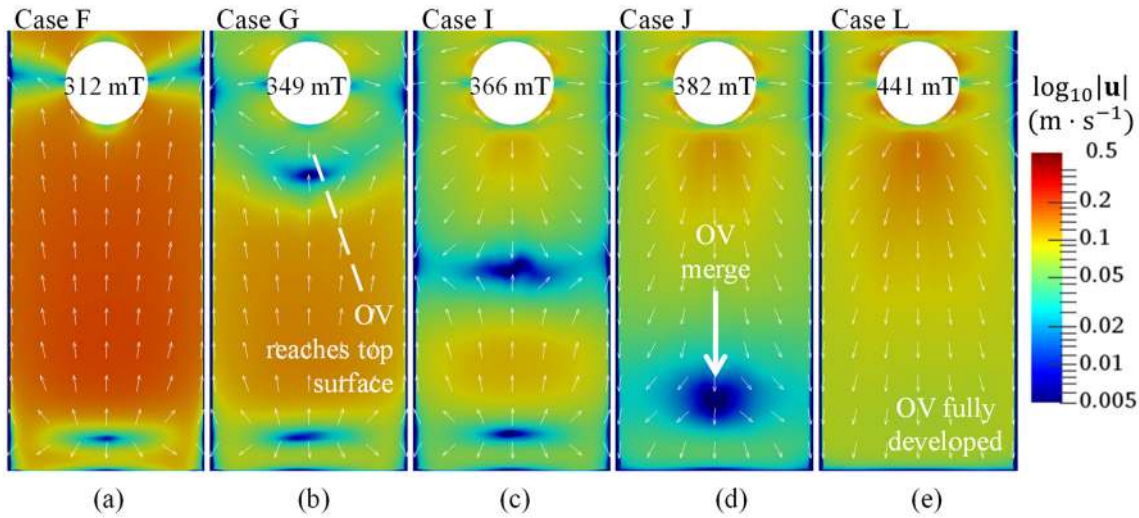 Case F
Case G
Case I
Case J
Case L
312 mT
349 mT
366 mT
382 mT
441 mT
OV
reaches top
surface
OV
merge
OV fully
developed
log₁₀|𝐮|
(m · s⁻¹)
0.5
0.2
0.1
0.05
0.02
0.01
0.005
(a)
(b)
(c)
(d)
(e)